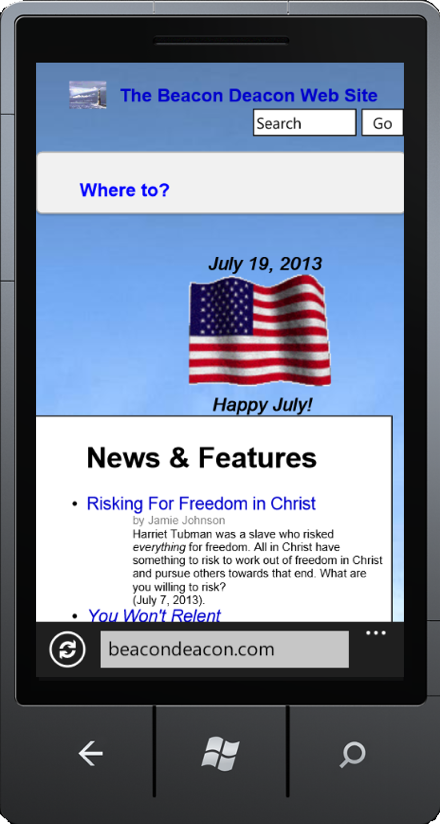 The Beacon Deacon Web Site
Search
Go
Where to?
July 19, 2013
Happy July!
News & Features
• Risking For Freedom in Christ
by Jamie Johnson
Harriet Tubman was a slave who risked
everything for freedom. All in Christ have
something to risk to work out of freedom in Christ
and pursue others towards that end. What are
you willing to risk?
(July 7, 2013).
• You Won't Relent
beacondeacon.com
...